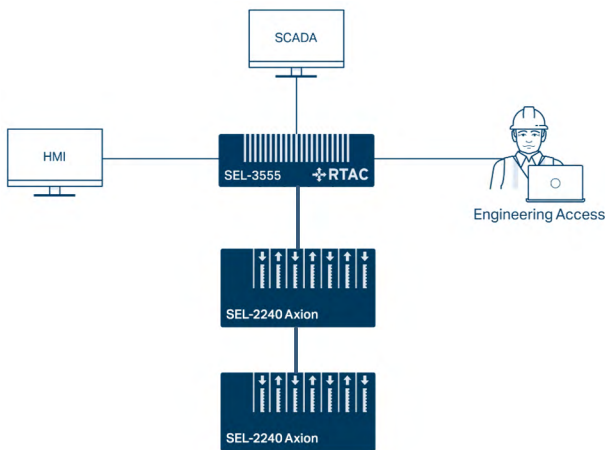 SCADA
HMI
SEL-3555
RTAC
Engineering Access
SEL-2240 Axion
SEL-2240 Axion